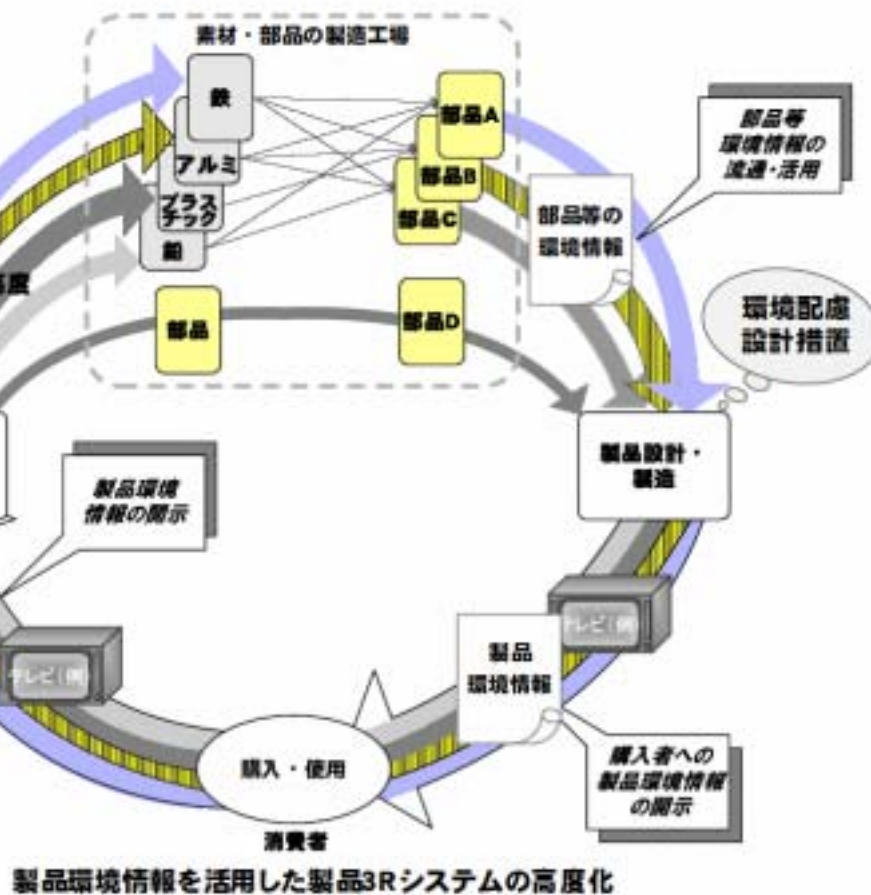 素材・部品の製造工場
鉄
アルミ
プラス
チック
鉛
部品A
部品B
部品C
部品
部品D
部品等の
環境情報
部品等
環境情報の
流通・活用
環境配慮
設計措置
度
製品設計・
製造
製品環境
情報の開示
テレビ(例)
テレビ(例)
製品
環境情報
購入・使用
消費者
購入者への
製品環境情報
の開示
製品環境情報を活用した製品3Rシステムの高度化